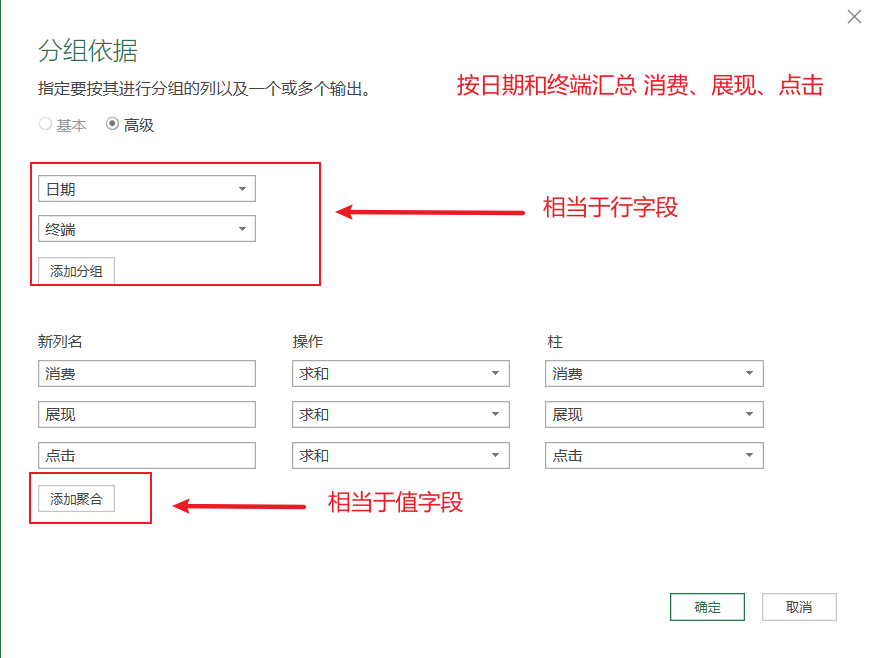 分组依据
指定要按其进行分组的列以及一个或多个输出。
按日期和终端汇总 消费、展现、点击
基本 高级
日期
相当于行字段
终端
添加分组
新列名 操作 柱
消费 求和 消费
展现 求和 展现
点击 求和 点击
添加聚合
相当于值字段
确定 取消